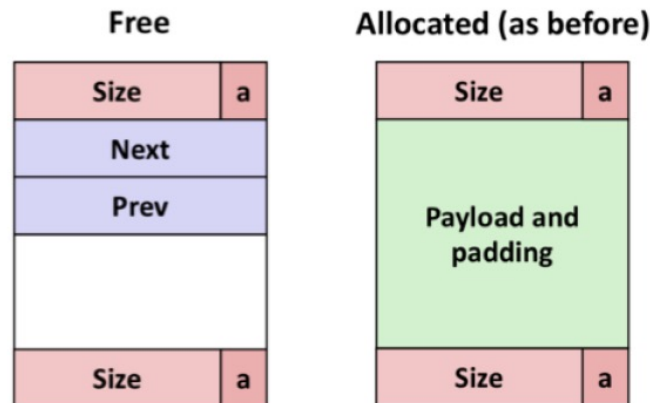 Free
Allocated (as before)
Size a
Size a
Next
Prev
Payload and
padding
Size a
Size a